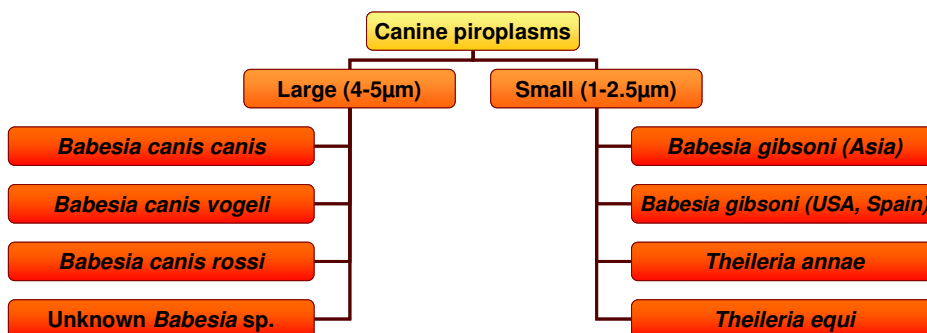 Canine piroplasms
Large (4-5µm)
Small (1-2.5µm)
Babesia canis canis
Babesia gibsoni (Asia)
Babesia canis vogeli
Babesia gibsoni (USA, Spain)
Babesia canis rossi
Theileria annae
Unknown Babesia sp.
Theileria equi